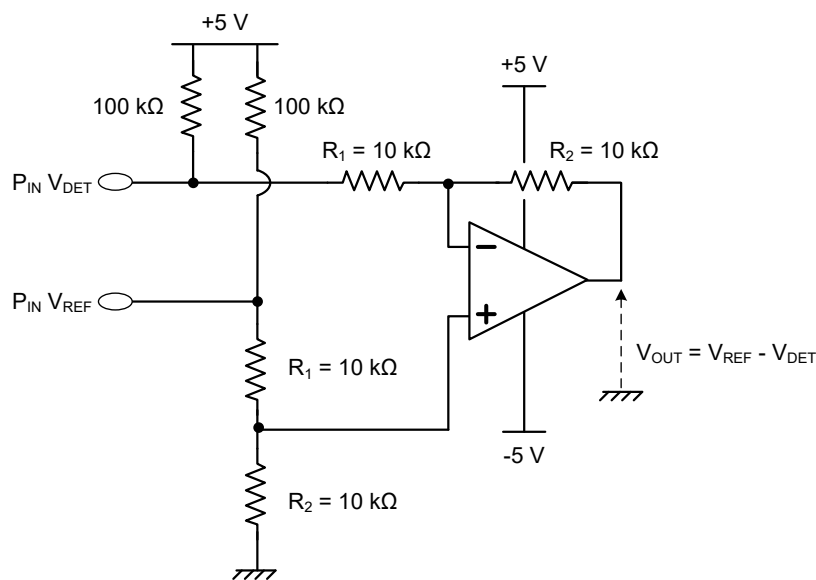 +5 V
+5 V
100 kΩ
100 kΩ
R₁ = 10 kΩ
R₂ = 10 kΩ
P_IN V_DET
−
P_IN V_REF
+
V_OUT = V_REF - V_DET
R₁ = 10 kΩ
-5 V
R₂ = 10 kΩ